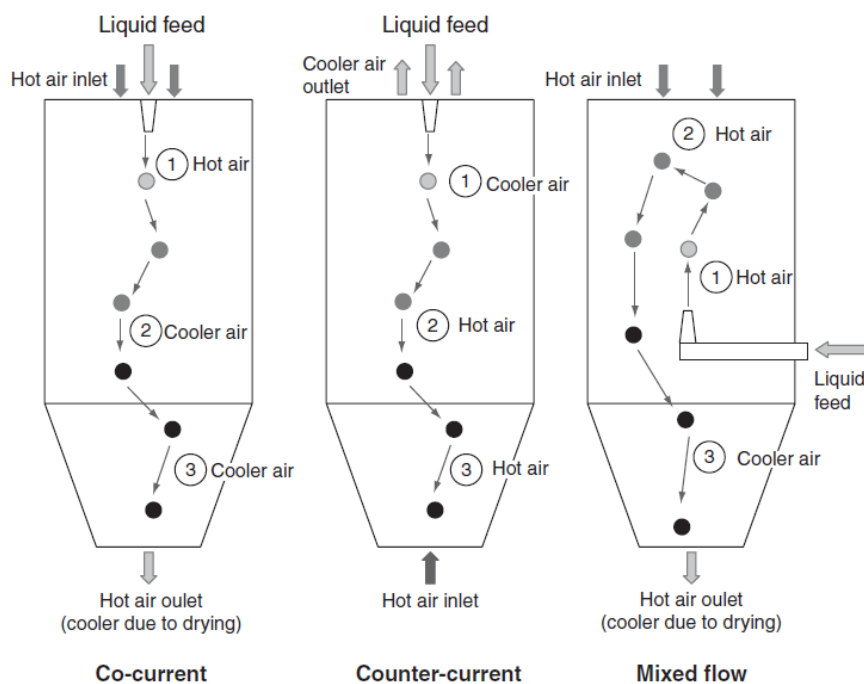 Liquid feed
Hot air inlet
1 Hot air
2 Cooler air
3 Cooler air
Hot air oulet
(cooler due to drying)
Co-current
Liquid feed
Cooler air
outlet
1 Cooler air
2 Hot air
3 Hot air
Hot air inlet
Counter-current
Hot air inlet
2 Hot air
1 Hot air
Liquid
feed
3 Cooler air
Hot air oulet
(cooler due to drying)
Mixed flow